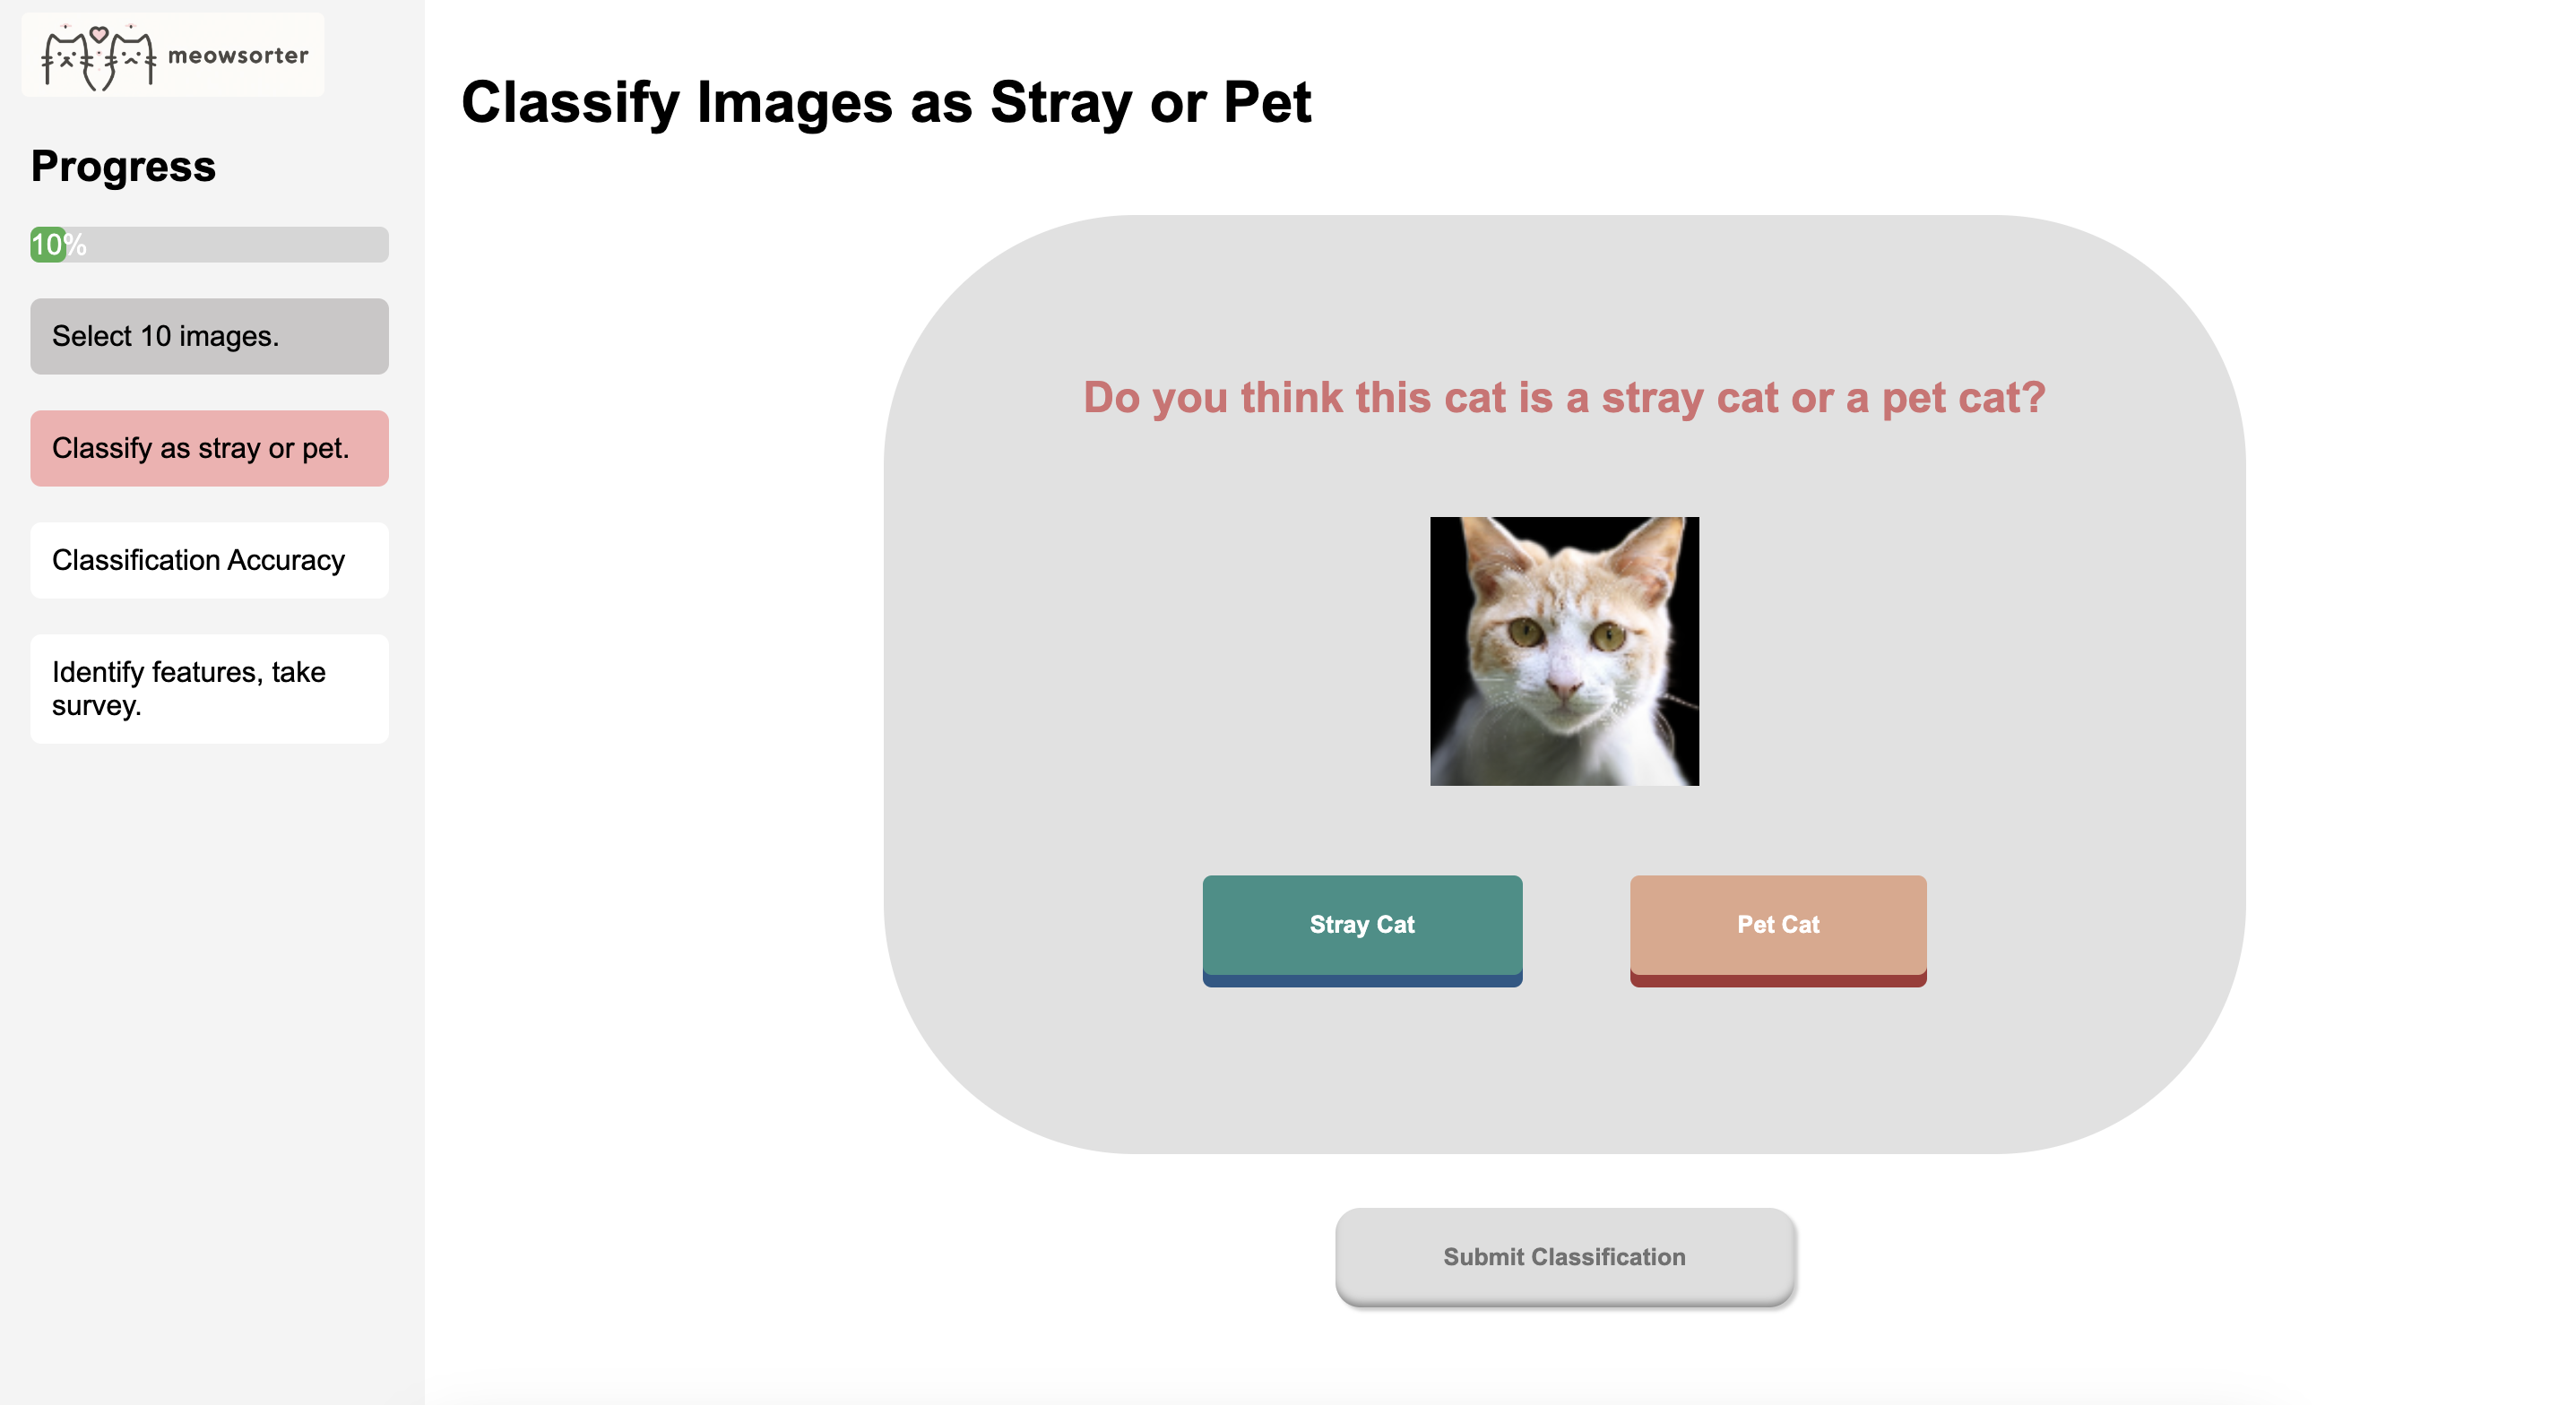 meowsorter
Progress
10%
Select 10 images.
Classify as stray or pet.
Classification Accuracy
Identify features, take
survey.
Classify Images as Stray or Pet
Do you think this cat is a stray cat or a pet cat?
Stray Cat
Pet Cat
Submit Classification